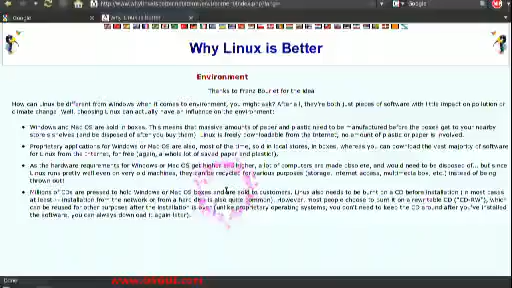 Google
Why Linux is Better
Why Linux is Better
Environment
Thanks to Franz Bourlet for the idea
How can Linux be different from Windows when it comes to environment, you might ask? After all, they're both just pieces of software with little impact on pollution or
climate change. Well, choosing Linux can actually have an influence on the environment:
Windows and Mac OS are sold in boxes. This means that massive amounts of paper and plastic need to be manufactured before the boxes get to your nearby
store's shelves (and be disposed of after you buy them). Linux is freely downloadable from the Internet; no amount of plastic or paper is involved.
Proprietary applications for Windows or Mac OS are also, most of the time, sold in local stores, in boxes, whereas you can download the vast majority of software
for Linux from the Internet, for free (again, a whole lot of saved paper and plastic!).
As the hardware requirements for Windows or Mac OS get higher and higher, a lot of computers are made obsolete, and would need to be disposed of... but since
Linux runs pretty well even on very old machines, they can be recycled for various purposes (storage, Internet access, multimedia box, etc.) instead of being
thrown out!
Millions of CDs are pressed to hold Windows or Mac OS boxes and are sold to customers. Linux also needs to be burnt on a CD before installation (in most cases
at least -- installation from the network or from a hard disk is also quite common). However, most people choose to burn it on a rewritable CD ("CD-RW"), which
can be reused for other purposes after the installation is over (unlike proprietary operating systems, you don't need to keep the CD around after you've installed
the software, you can always download it again later).
Done